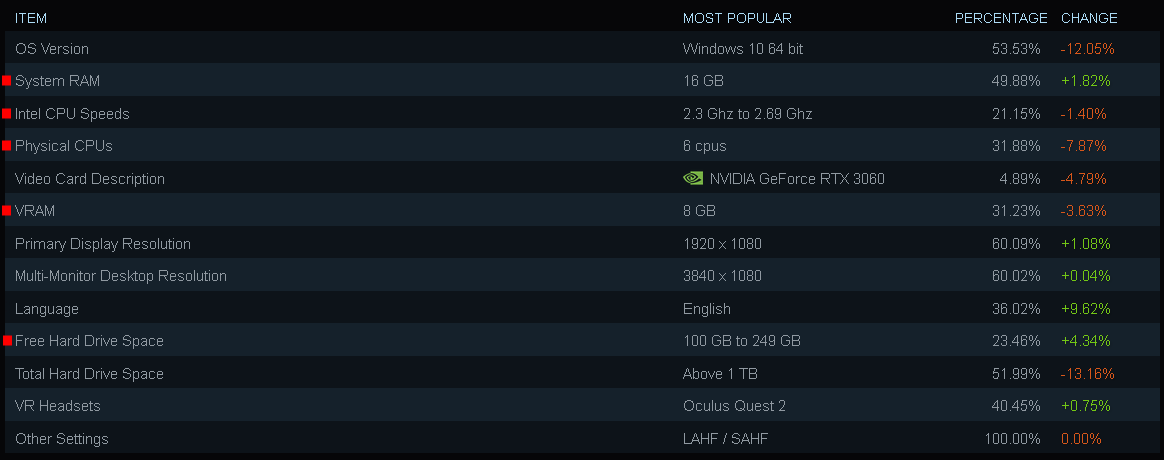 ITEM MOST POPULAR PERCENTAGE CHANGE
OS Version Windows 10 64 bit 53.53% -12.05%
System RAM 16 GB 49.88% +1.82%
Intel CPU Speeds 2.3 Ghz to 2.69 Ghz 21.15% -1.40%
Physical CPUs 6 cpus 31.88% -7.87%
Video Card Description NVIDIA GeForce RTX 3060 4.89% -4.79%
VRAM 8 GB 31.23% -3.63%
Primary Display Resolution 1920 x 1080 60.09% +1.08%
Multi-Monitor Desktop Resolution 3840 x 1080 60.02% +0.04%
Language English 36.02% +9.62%
Free Hard Drive Space 100 GB to 249 GB 23.46% +4.34%
Total Hard Drive Space Above 1 TB 51.99% -13.16%
VR Headsets Oculus Quest 2 40.45% +0.75%
Other Settings LAHF / SAHF 100.00% 0.00%